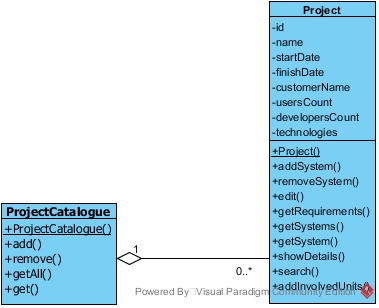 Project
-id
-name
-startDate
-finishDate
-customerName
-usersCount
-developersCount
-technologies
+Project()
+addSystem()
+removeSystem()
+edit()
+getRequirements()
+getSystems()
+getSystem()
+showDetails()
+search()
+addInvolvedUnits()
ProjectCatalogue
+ProjectCatalogue()
+add()
+remove()
+getAll()
+get()
1
0..*
Powered By Visual Paradigm Community Edition